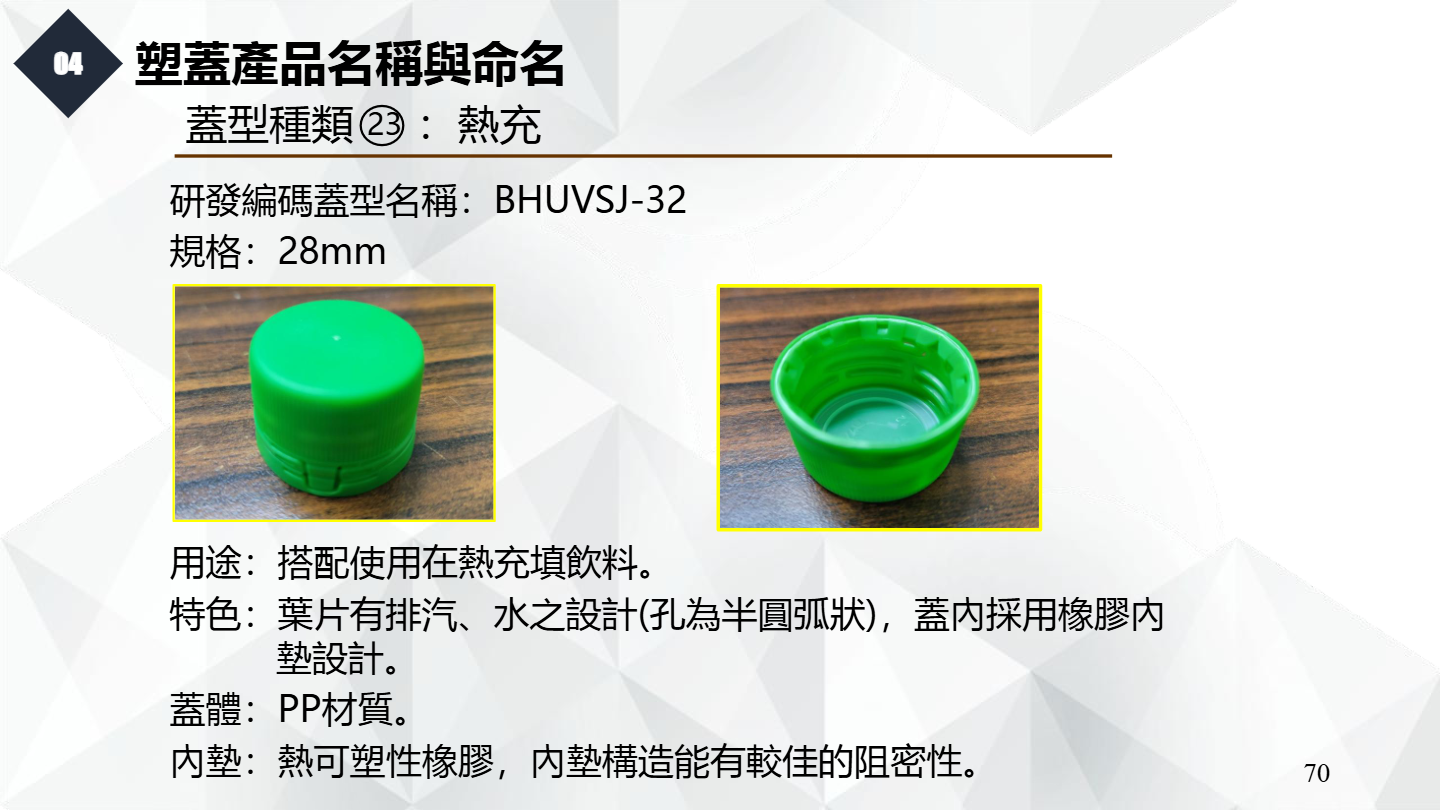 04
塑蓋產品名稱與命名
蓋型種類㉓：熱充
研發編碼蓋型名稱：BHUVSJ-32
規格：28mm
用途：搭配使用在熱充填飲料。
特色：葉片有排汽、水之設計(孔為半圓弧狀)，蓋內採用橡膠內
墊設計。
蓋體：PP材質。
內墊：熱可塑性橡膠，內墊構造能有較佳的阻密性。
70